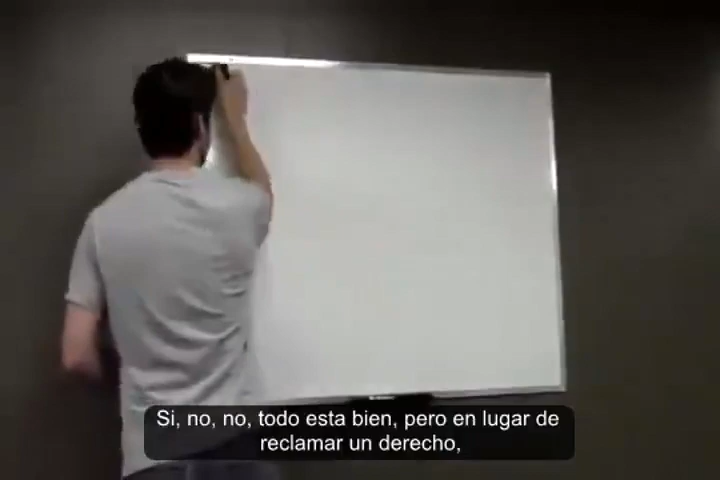 Si, no, no, todo esta bien, pero en lugar de
reclamar un derecho,